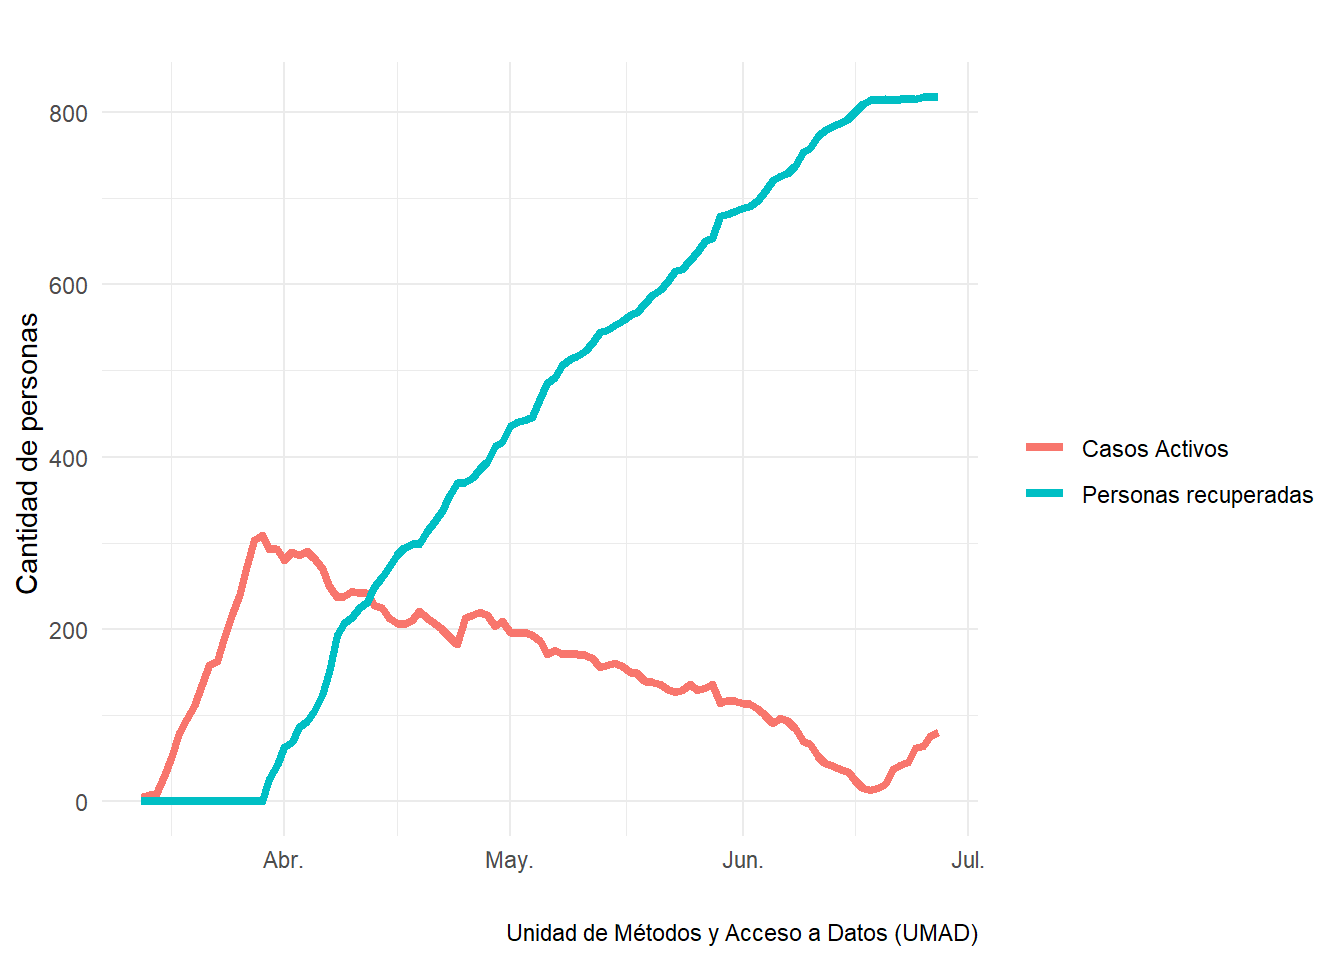 800
600
400
200
0
Cantidad de personas
Abr.
May.
Jun.
Jul.
Casos Activos
Personas recuperadas
Unidad de Métodos y Acceso a Datos (UMAD)